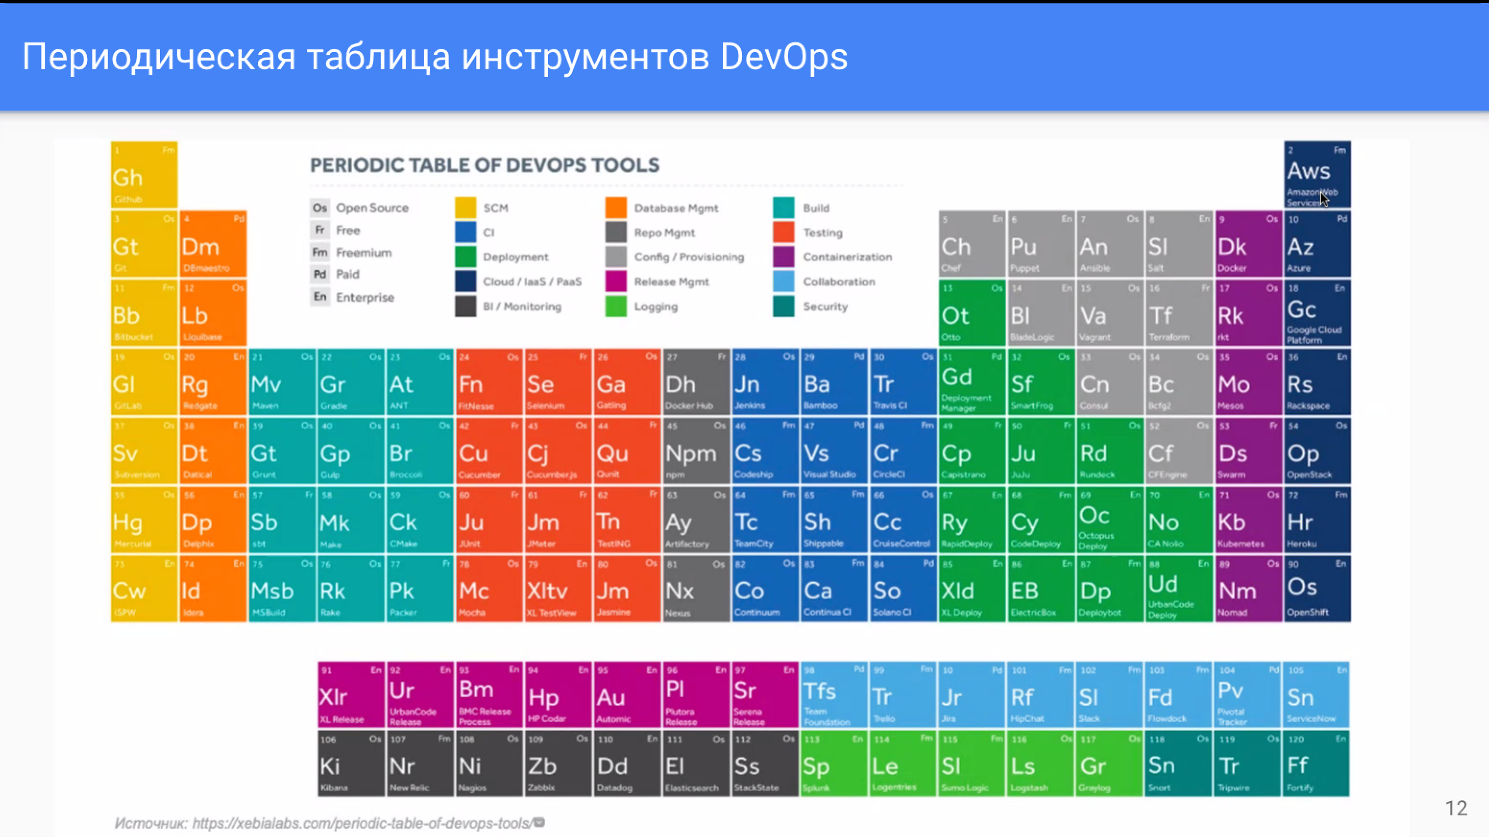 Периодическая таблица инструментов DevOps
PERIODIC TABLE OF DEVOPS TOOLS
Os Open Source
Fr Free
Fm Freemium
Pd Paid
En Enterprise
SCM
CI
Deployment
Cloud / IaaS / PaaS
BI / Monitoring
Database Mgmt
Repo Mgmt
Config / Provisioning
Release Mgmt
Logging
Build
Testing
Containerization
Collaboration
Security
1 Fm Gh Github
2 Fm Aws AmazonWeb Services
3 Os Gt Git
4 Pd Dm DBmaestro
5 En Ch Chef
6 En Pu Puppet
7 Os An Ansible
8 En Sl Salt
9 Os Dk Docker
10 Pd Az Azure
11 Fm Bb Bitbucket
12 Os Lb Liquibase
13 Os Ot Otto
14 En Bl BladeLogic
15 Os Va Vagrant
16 Fr Tf Terraform
17 Os Rk rkt
18 En Gc Google Cloud Platform
19 Os Gl GitLab
20 En Rg Redgate
21 Os Mv Maven
22 Os Gr Gradle
23 Os At ANT
24 Os Fn FitNesse
25 Fr Se Selenium
26 Os Ga Gatling
27 Fr Dh Docker Hub
28 Os Jn Jenkins
29 Pd Ba Bamboo
30 Os Tr Travis CI
31 Pd Gd Deployment Manager
32 Os Sf SmartFrog
33 Os Cn Consul
34 Os Bc Bcfg2
35 Os Mo Mesos
36 En Rs Rackspace
37 Os Sv Subversion
38 En Dt Datical
39 Os Gt Grunt
40 Os Gp Gulp
41 Os Br Broccoli
42 Fr Cu Cucumber
43 Os Cj Cucumber.js
44 Fr Qu Qunit
45 Os Npm npm
46 Fm Cs Codeship
47 Pd Vs Visual Studio
48 Fm Cr CircleCI
49 Fr Cp Capistrano
50 Fr Ju JuJu
51 Os Rd Rundeck
52 Os Cf CFEngine
53 Fr Ds Swarm
54 Os Op OpenStack
55 Os Hg Mercurial
56 En Dp Delphix
57 Fr Sb sbt
58 Os Mk Make
59 Os Ck CMake
60 Fr Ju JUnit
61 Fr Jm JMeter
62 Fr Tn TestNG
63 Os Ay Artifactory
64 Fm Tc TeamCity
65 Fm Sh Shippable
66 Os Cc CruiseControl
67 En Ry RapidDeploy
68 Fm Cy CodeDeploy
69 En Oc Octopus Deploy
70 En No CA Nolio
71 Os Kb Kubernetes
72 Fm Hr Heroku
73 En Cw ISPW
74 En Id Idera
75 Os Msb MSBuild
76 Os Rk Rake
77 Fr Pk Packer
78 Os Mc Mocha
79 En Xltv XL TestView
80 Os Jm Jasmine
81 Os Nx Nexus
82 Os Co Continuum
83 Fm Ca Continua CI
84 Pd So Solano CI
85 En Xld XL Deploy
86 En EB ElectricBox
87 Fm Dp Deploybot
88 En Ud UrbanCode Deploy
89 Os Nm Nomad
90 En Os OpenShift
91 En Xlr XL Release
92 En Ur UrbanCode Release
93 En Bm BMC Release Process
94 En Hp HP Codar
95 En Au Automic
96 En Pl Plutora Release
97 En Sr Serena Release
98 Pd Tfs Team Foundation
99 Fm Tr Trello
10 Pd Jr Jira
101 Fm Rf HipChat
102 Fm Sl Slack
103 Fm Fd Flowdock
104 Pd Pv Pivotal Tracker
105 En Sn ServiceNow
106 Os Ki Kibana
107 Fm Nr New Relic
108 Os Ni Nagios
109 Os Zb Zabbix
110 En Dd Datadog
111 Os El Elasticsearch
112 Os Ss StackState
113 En Sp Splunk
114 Fm Le Logentries
115 Fm Sl Sumo Logic
116 Os Ls Logstash
117 Os Gr Graylog
118 Os Sn Snort
119 Os Tr Tripwire
120 En Ff Fortify
Источник: https://xebialabs.com/periodic-table-of-devops-tools/
12